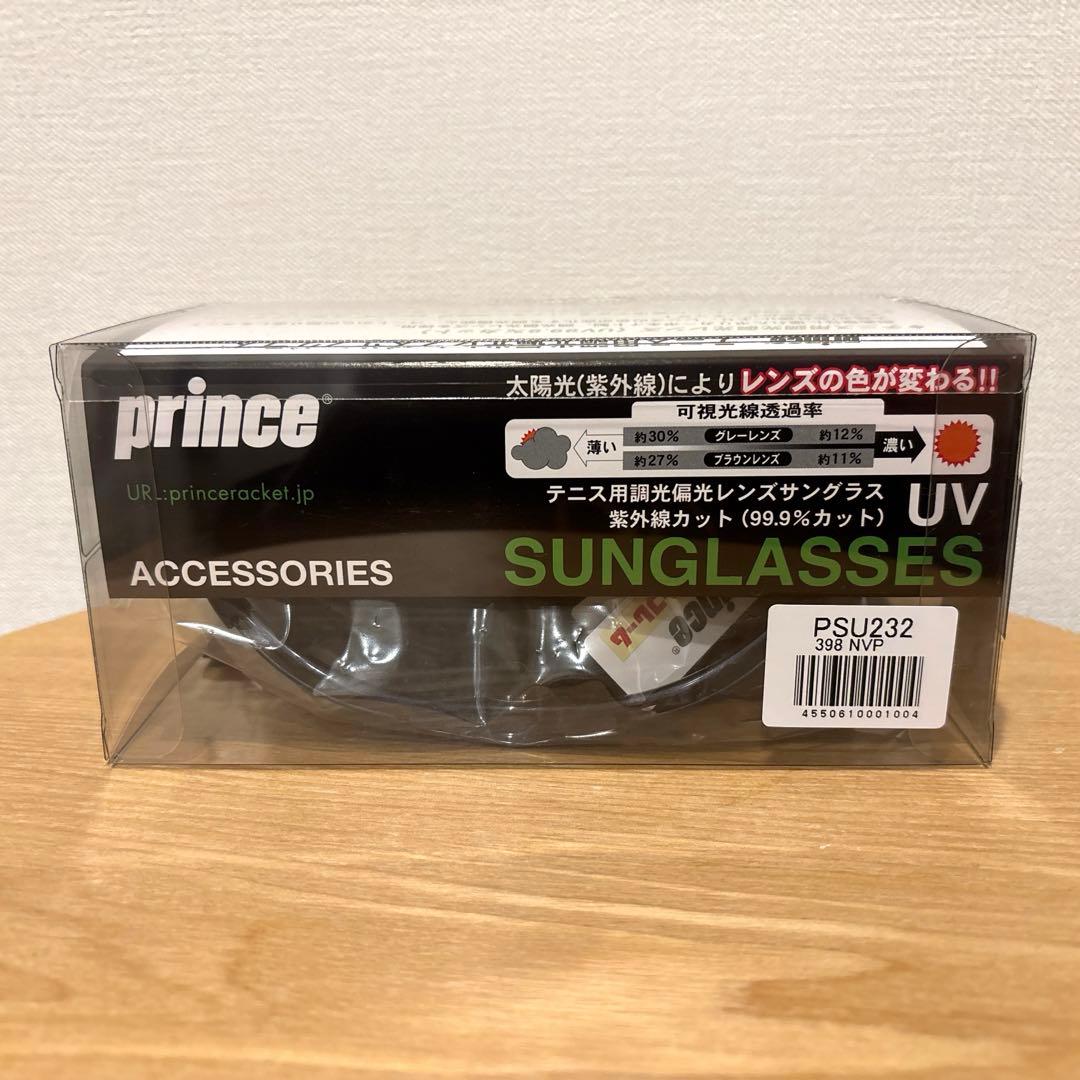 prince®
URL:princeracket.jp
ACCESSORIES
太陽光(紫外線)によりレンズの色が変わる!!
可視光線透過率
薄い 約30% グレーレンズ 約12% 濃い
約27% ブラウンレンズ 約11%
テニス用調光偏光レンズサングラス
紫外線カット(99.9%カット) UV
SUNGLASSES
PSU232
398 NVP
4550610001004